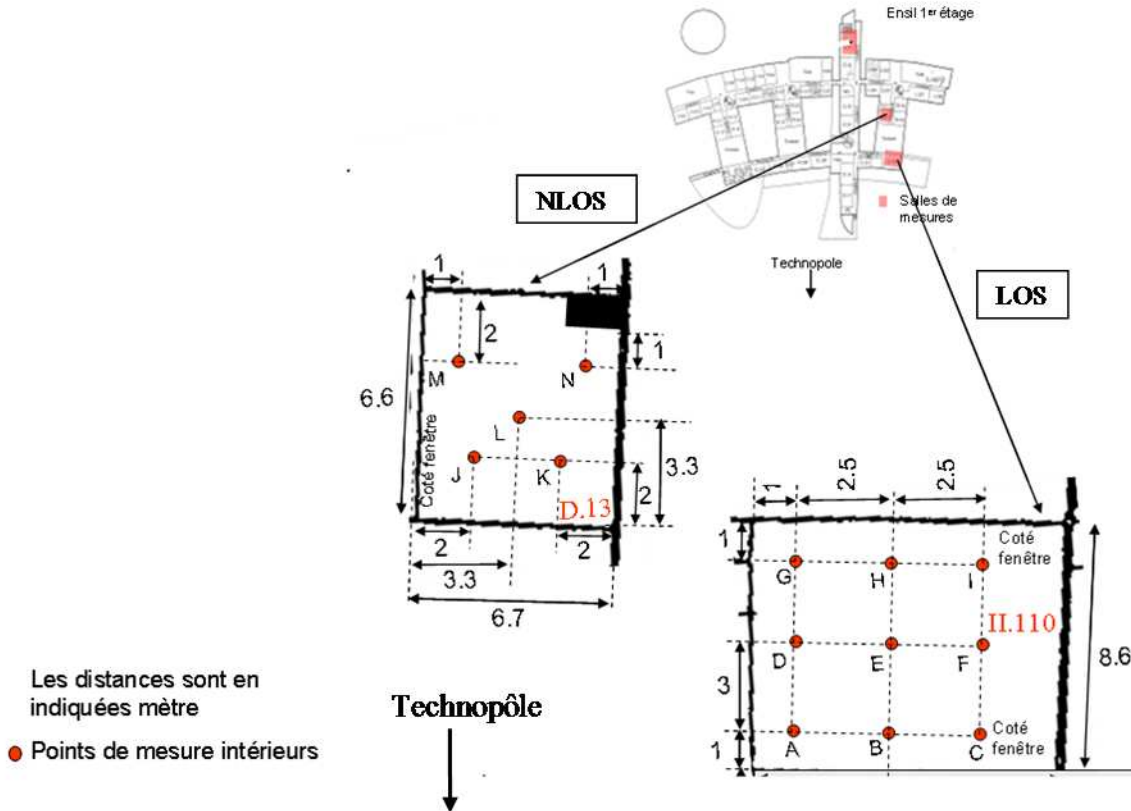 Ensil 1er étage
Salles de
mesures
Technopole
NLOS
LOS
1
1
2
1
M
N
6.6
L
Coté fenêtre
J
K
3.3
2
D.13
2
2
3.3
6.7
1
2.5
2.5
1
Coté
fenêtre
G
H
I
II.110
D
E
F
8.6
3
Coté
fenêtre
A
B
C
1
Les distances sont en
indiquées mètre
Points de mesure intérieurs
Technopôle